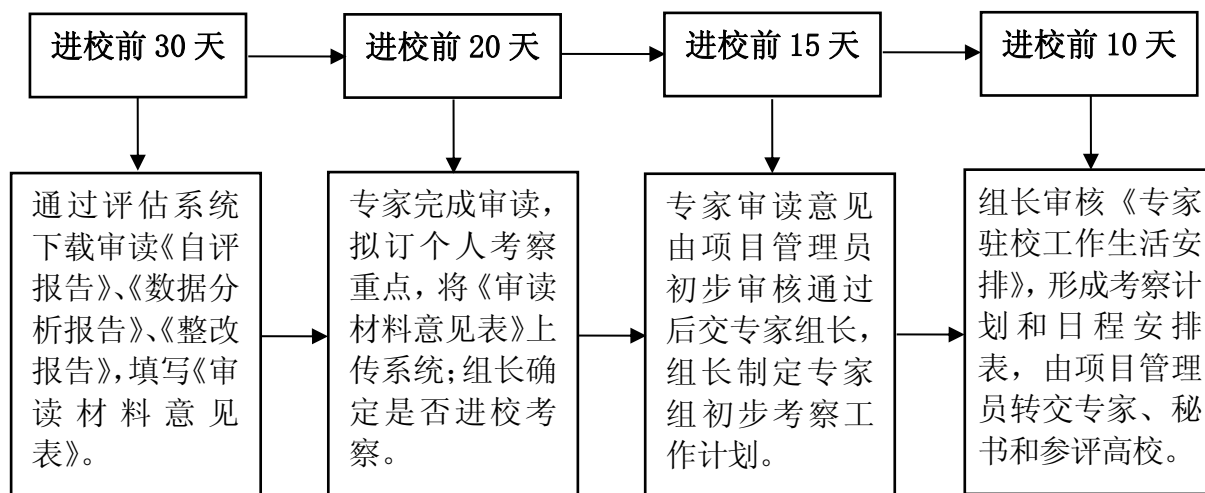 进校前 30 天
进校前 20 天
进校前 15 天
进校前 10 天
通过评估系统
下载审读《自评
报告》、《数据分
析报告》、《整改
报告》，填写《审
读材料意见
表》。
专家完成审读，
拟订个人考察
重点，将《审读
材料意见表》上
传系统；组长确
定是否进校考
察。
专家审读意见
由项目管理员
初步审核通过
后交专家组长，
组长制定专家
组初步考察工
作计划。
组长审核《专家
驻校工作生活安
排》，形成考察计
划和日程安排
表，由项目管理
员转交专家、秘
书和参评高校。